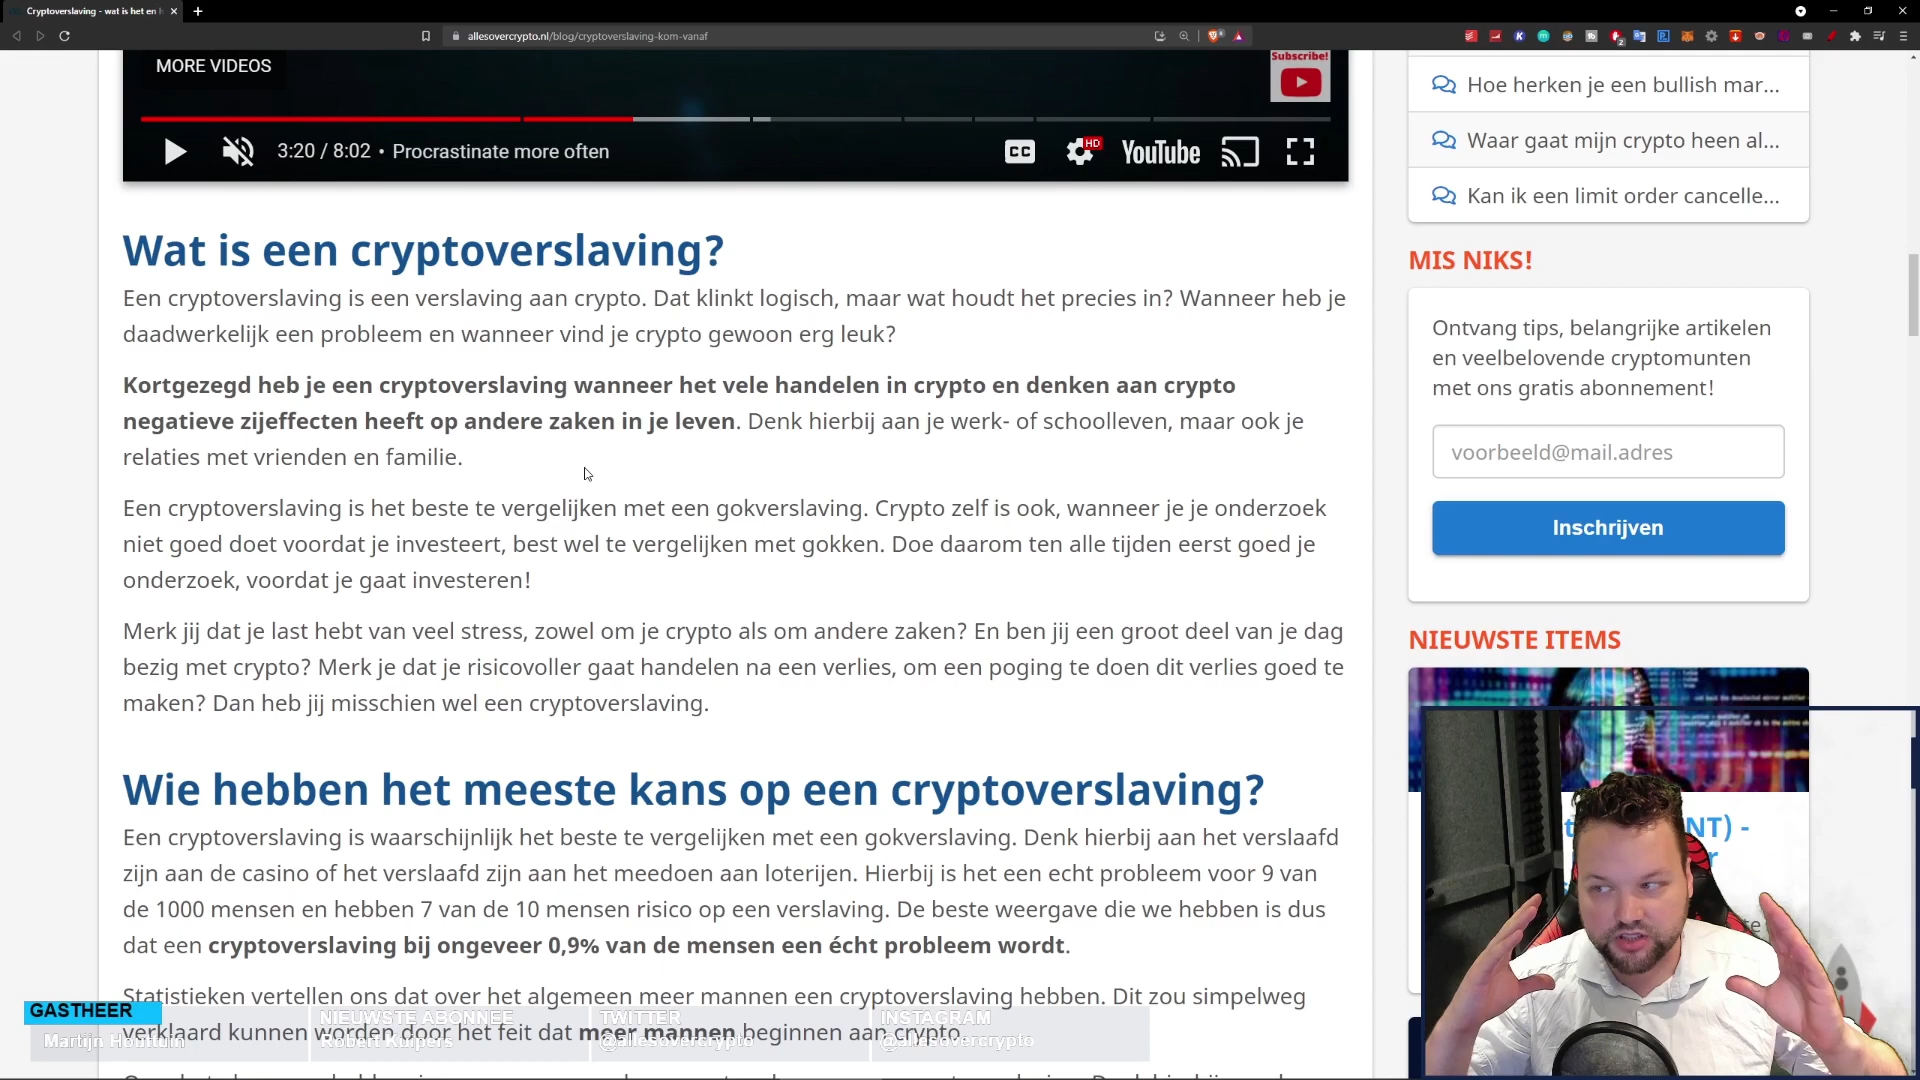 Cryptoverslaving - wat is het en h
allesovercrypto.nl/blog/cryptoverslaving-kom-vanaf
MORE VIDEOS
Subscribe!
3:20 / 8:02 • Procrastinate more often
CC
HD
YouTube
Wat is een cryptoverslaving?
Een cryptoverslaving is een verslaving aan crypto. Dat klinkt logisch, maar wat houdt het precies in? Wanneer heb je
daadwerkelijk een probleem en wanneer vind je crypto gewoon erg leuk?
Kortgezegd heb je een cryptoverslaving wanneer het vele handelen in crypto en denken aan crypto
negatieve zijeffecten heeft op andere zaken in je leven. Denk hierbij aan je werk- of schoolleven, maar ook je
relaties met vrienden en familie.
Een cryptoverslaving is het beste te vergelijken met een gokverslaving. Crypto zelf is ook, wanneer je je onderzoek
niet goed doet voordat je investeert, best wel te vergelijken met gokken. Doe daarom ten alle tijden eerst goed je
onderzoek, voordat je gaat investeren!
Merk jij dat je last hebt van veel stress, zowel om je crypto als om andere zaken? En ben jij een groot deel van je dag
bezig met crypto? Merk je dat je risicovoller gaat handelen na een verlies, om een poging te doen dit verlies goed te
maken? Dan heb jij misschien wel een cryptoverslaving.
Wie hebben het meeste kans op een cryptoverslaving?
Een cryptoverslaving is waarschijnlijk het beste te vergelijken met een gokverslaving. Denk hierbij aan het verslaafd
zijn aan de casino of het verslaafd zijn aan het meedoen aan loterijen. Hierbij is het een echt probleem voor 9 van
de 1000 mensen en hebben 7 van de 10 mensen risico op een verslaving. De beste weergave die we hebben is dus
dat een cryptoverslaving bij ongeveer 0,9% van de mensen een écht probleem wordt.
Statistieken vertellen ons dat over het algemeen meer mannen een cryptoverslaving hebben. Dit zou simpelweg
verklaard kunnen worden door het feit dat meer mannen beginnen aan crypto.
GASTHEER
Martijn Houttuin
NIEUWSTE ABONNEE
Robert Kuipers
TWITTER
@allesovercrypto
INSTAGRAM
@allesovercrypto
Hoe herken je een bullish mar...
Waar gaat mijn crypto heen al...
Kan ik een limit order cancelle...
MIS NIKS!
Ontvang tips, belangrijke artikelen
en veelbelovende cryptomunten
met ons gratis abonnement!
voorbeeld@mail.adres
Inschrijven
NIEUWSTE ITEMS
NT) -